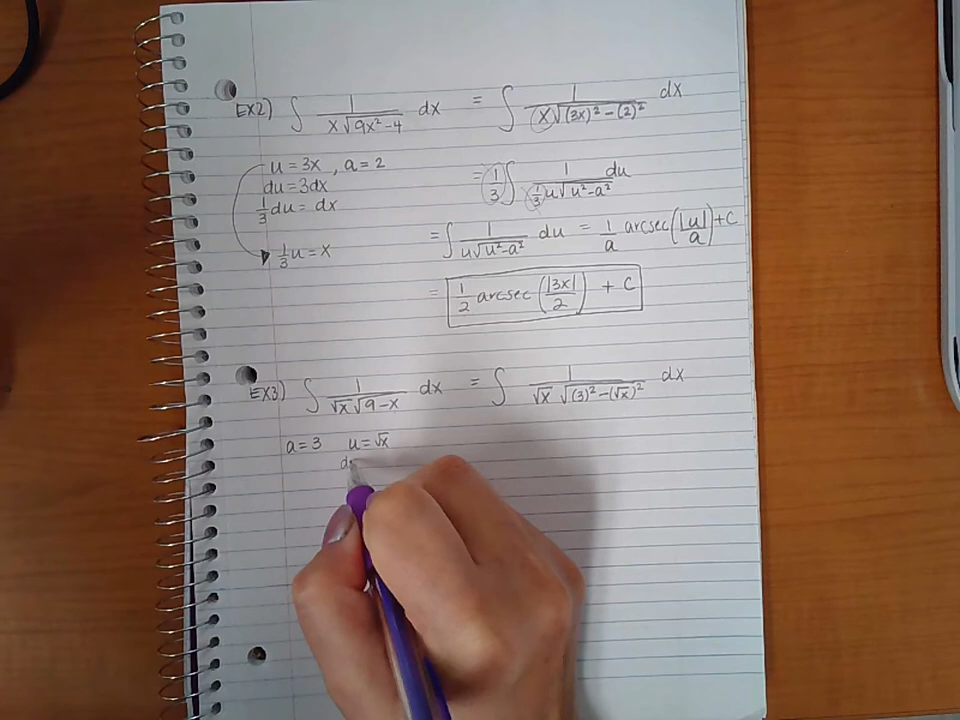 EX2) ∫ 1/(x√(9x²-4)) dx = ∫ 1/(x√((3x)²-(2)²)) dx
u = 3x , a = 2
du = 3dx
1/3 du = dx
1/3 u = x
= 1/3 ∫ 1/(1/3 u√(u²-a²)) du
= ∫ 1/(u√(u²-a²)) du = 1/a arcsec(|u|/a) + C
= 1/2 arcsec(|3x|/2) + C
EX3) ∫ 1/(√x √(9-x)) dx = ∫ 1/(√x √((3)²-(√x)²)) dx
a = 3 u = √x